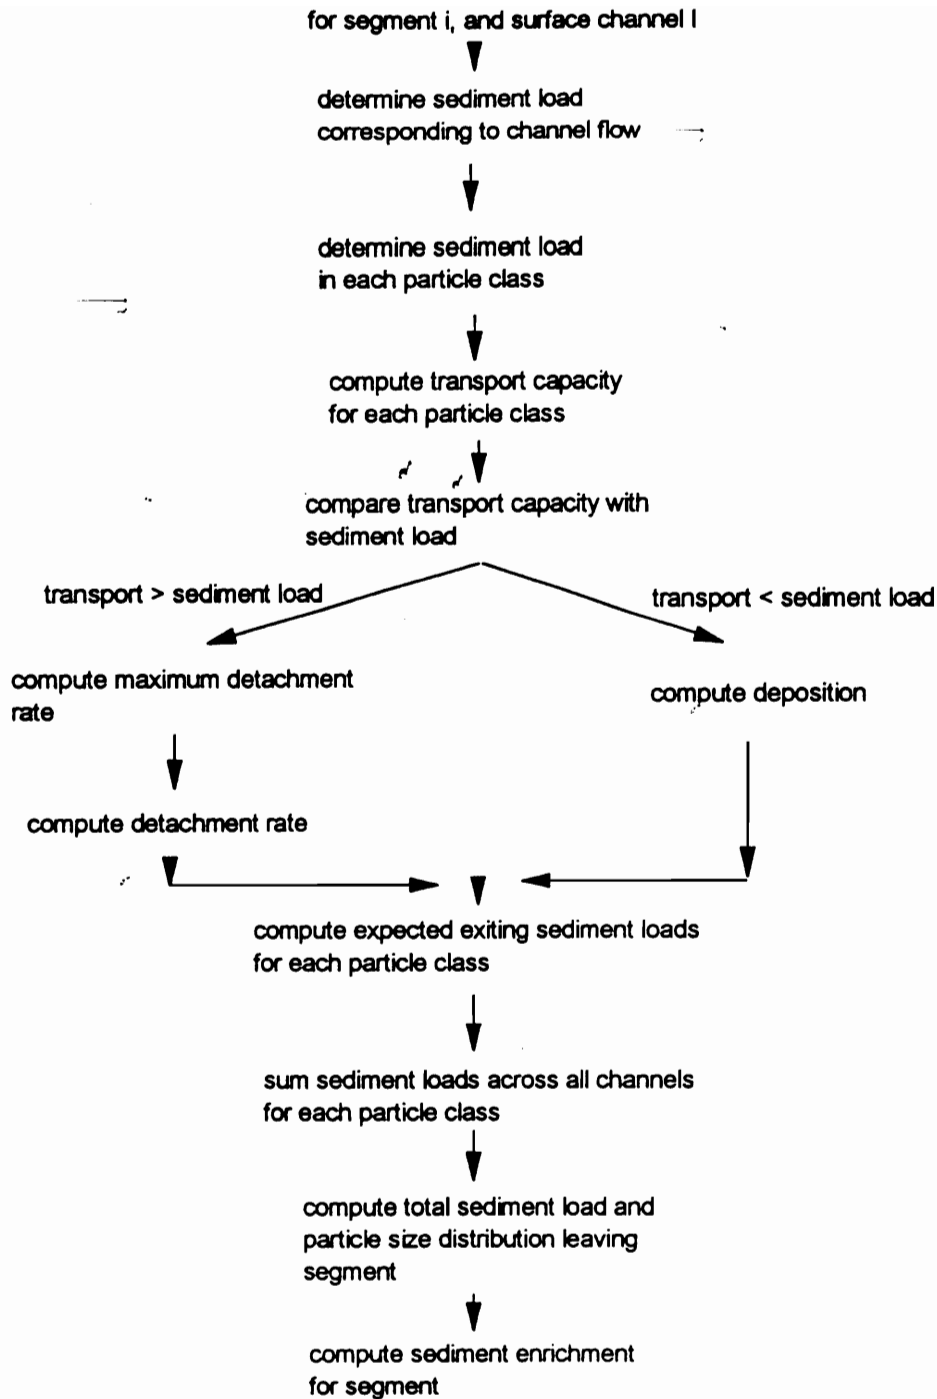 for segment i, and surface channel l
determine sediment load
corresponding to channel flow
determine sediment load
in each particle class
compute transport capacity
for each particle class
compare transport capacity with
sediment load
transport > sediment load
transport < sediment load
compute maximum detachment
rate
compute deposition
compute detachment rate
compute expected exiting sediment loads
for each particle class
sum sediment loads across all channels
for each particle class
compute total sediment load and
particle size distribution leaving
segment
compute sediment enrichment
for segment